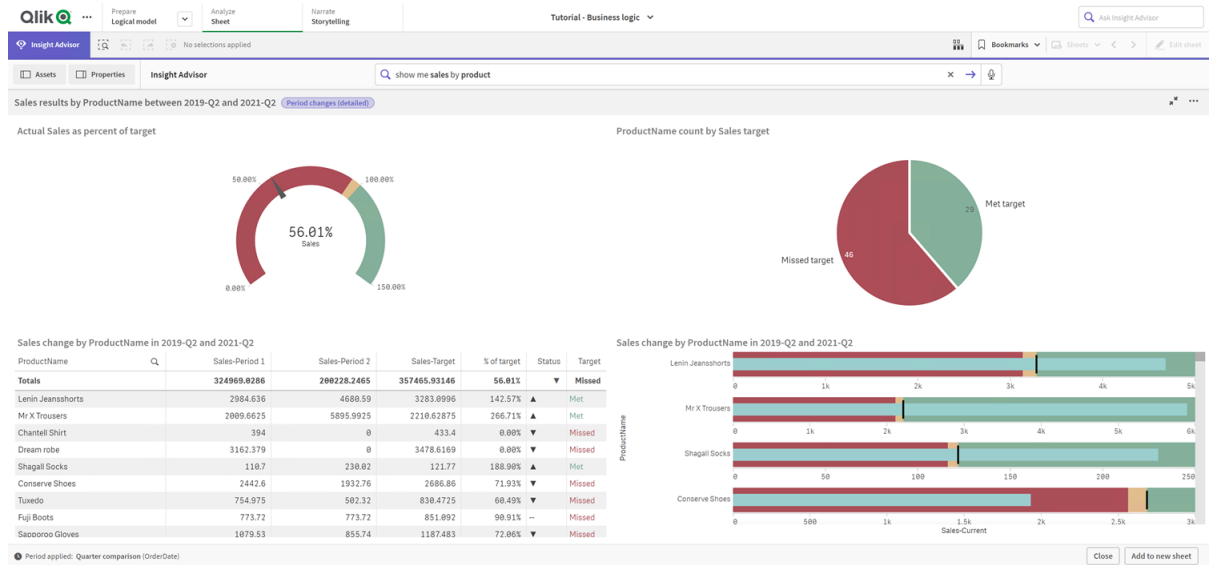 Qlik
Prepare
Logical model
Analyze
Sheet
Narrate
Storytelling
Tutorial - Business logic
Ask Insight Advisor
Insight Advisor
No selections applied
Bookmarks
Sheets
Edit sheet
Assets
Properties
Insight Advisor
show me sales by product
Sales results by ProductName between 2019-Q2 and 2021-Q2
Period changes (detailed)
Actual Sales as percent of target
50.00%
100.00%
56.01%
Sales
0.00%
150.00%
ProductName count by Sales target
29
Met target
46
Missed target
Sales change by ProductName in 2019-Q2 and 2021-Q2
ProductName Sales-Period 1 Sales-Period 2 Sales-Target % of target Status Target
Totals 324969.0286 200228.2465 357465.93146 56.01% ▼ Missed
Lenin Jeansshorts 2984.636 4680.59 3283.0996 142.57% ▲ Met
Mr X Trousers 2009.6625 5895.9925 2210.62875 266.71% ▲ Met
Chantell Shirt 394 0 433.4 0.00% ▼ Missed
Dream robe 3162.379 0 3478.6169 0.00% ▼ Missed
Shagall Socks 110.7 230.02 121.77 188.90% ▲ Met
Conserve Shoes 2442.6 1932.76 2686.86 71.93% ▼ Missed
Tuxedo 754.975 502.32 830.4725 60.49% ▼ Missed
Fuji Boots 773.72 773.72 851.092 90.91% -- Missed
Sapporoo Gloves 1079.53 855.74 1187.483 72.06% ▼ Missed
Sales change by ProductName in 2019-Q2 and 2021-Q2
ProductName
Lenin Jeansshorts
0 1k 2k 3k 4k 5k
Mr X Trousers
0 1k 2k 3k 4k 5k 6k
Shagall Socks
0 50 100 150 200 250
Conserve Shoes
0 500 1k 1.5k 2k 2.5k 3k
Sales-Current
Period applied: Quarter comparison (OrderDate)
Close
Add to new sheet